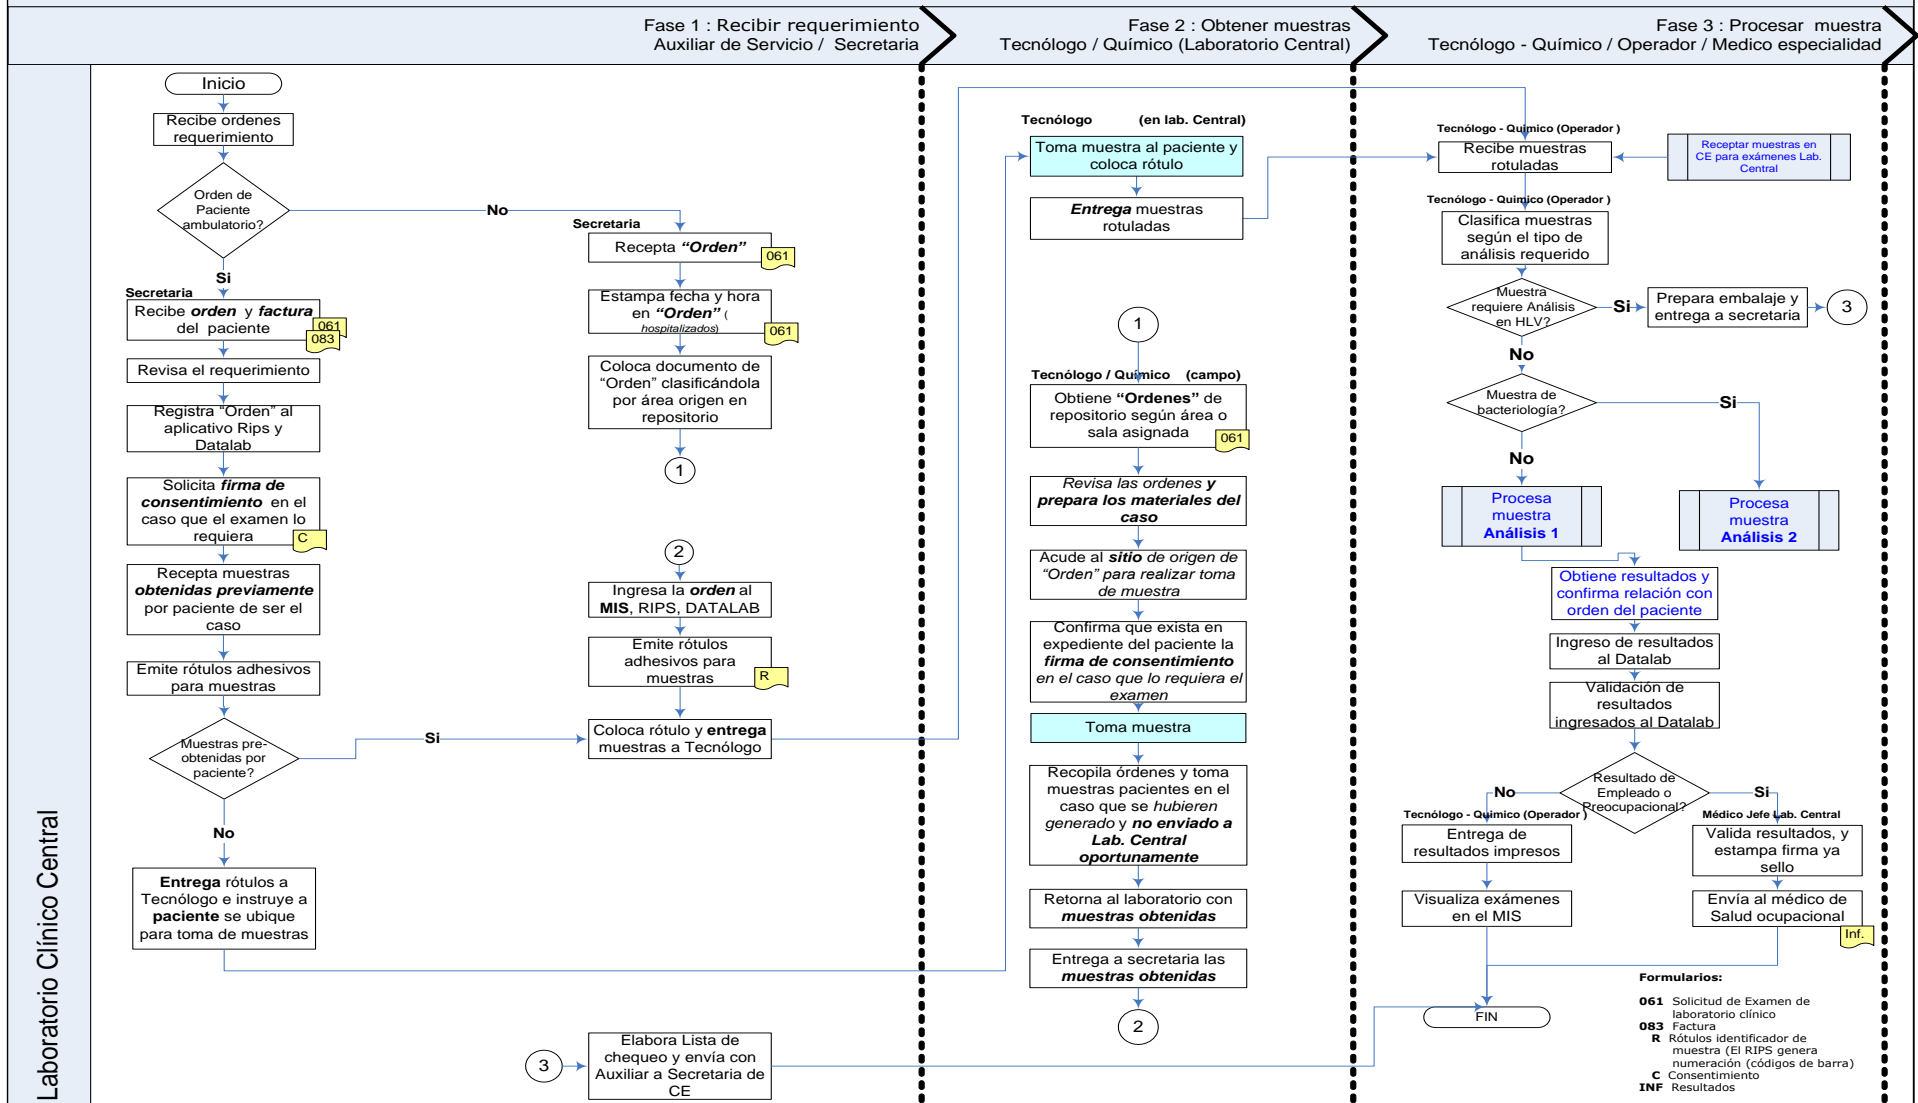 Fase 1 : Recibir requerimiento
Auxiliar de Servicio / Secretaria
Fase 2 : Obtener muestras
Tecnólogo / Químico (Laboratorio Central)
Fase 3 : Procesar muestra
Tecnólogo - Químico / Operador / Medico especialidad
Laboratorio Clínico Central
Inicio
Recibe ordenes
requerimiento
Orden de
Paciente
ambulatorio?
No
Si
Secretaria
Recibe orden y factura
del paciente
061
083
Revisa el requerimiento
Registra “Orden” al
aplicativo Rips y
Datalab
Solicita firma de
consentimiento en el
caso que el examen lo
requiera
C
Recepta muestras
obtenidas previamente
por paciente de ser el
caso
Emite rótulos adhesivos
para muestras
Muestras pre-
obtenidas por
paciente?
Si
No
Entrega rótulos a
Tecnólogo e instruye a
paciente se ubique
para toma de muestras
Secretaria
Recepta “Orden”
061
Estampa fecha y hora
en “Orden” (
hospitalizados)
061
Coloca documento de
“Orden” clasificándola
por área origen en
repositorio
1
2
Ingresa la orden al
MIS, RIPS, DATALAB
Emite rótulos
adhesivos para
muestras
R
Coloca rótulo y entrega
muestras a Tecnólogo
3
Elabora Lista de
chequeo y envía con
Auxiliar a Secretaria de
CE
Tecnólogo (en lab. Central)
Toma muestra al paciente y
coloca rótulo
Entrega muestras
rotuladas
1
Tecnólogo / Químico (campo)
Obtiene “Ordenes” de
repositorio según área o
sala asignada
061
Revisa las ordenes y
prepara los materiales del
caso
Acude al sitio de origen de
“Orden” para realizar toma
de muestra
Confirma que exista en
expediente del paciente la
firma de consentimiento
en el caso que lo requiera el
examen
Toma muestra
Recopila órdenes y toma
muestras pacientes en el
caso que se hubieren
generado y no enviado a
Lab. Central
oportunamente
Retorna al laboratorio con
muestras obtenidas
Entrega a secretaria las
muestras obtenidas
2
Tecnólogo - Quimico (Operador )
Recibe muestras
rotuladas
Receptar muestras en
CE para exámenes Lab.
Central
Tecnólogo - Quimico (Operador )
Clasifica muestras
según el tipo de
análisis requerido
Muestra
requiere Análisis
en HLV?
Si
Prepara embalaje y
entrega a secretaria
3
No
Muestra de
bacteriología?
Si
No
Procesa
muestra
Análisis 1
Procesa
muestra
Análisis 2
Obtiene resultados y
confirma relación con
orden del paciente
Ingreso de resultados
al Datalab
Validación de
resultados
ingresados al Datalab
Resultado de
Empleado o
Preocupacional?
No
Si
Tecnólogo - Quimico (Operador )
Entrega de
resultados impresos
Visualiza exámenes
en el MIS
Médico Jefe Lab. Central
Valida resultados, y
estampa firma ya
sello
Envía al médico de
Salud ocupacional
Inf.
FIN
Formularios:
061 Solicitud de Examen de
laboratorio clínico
083 Factura
R Rótulos identificador de
muestra (El RIPS genera
numeración (códigos de barra)
C Consentimiento
INF Resultados